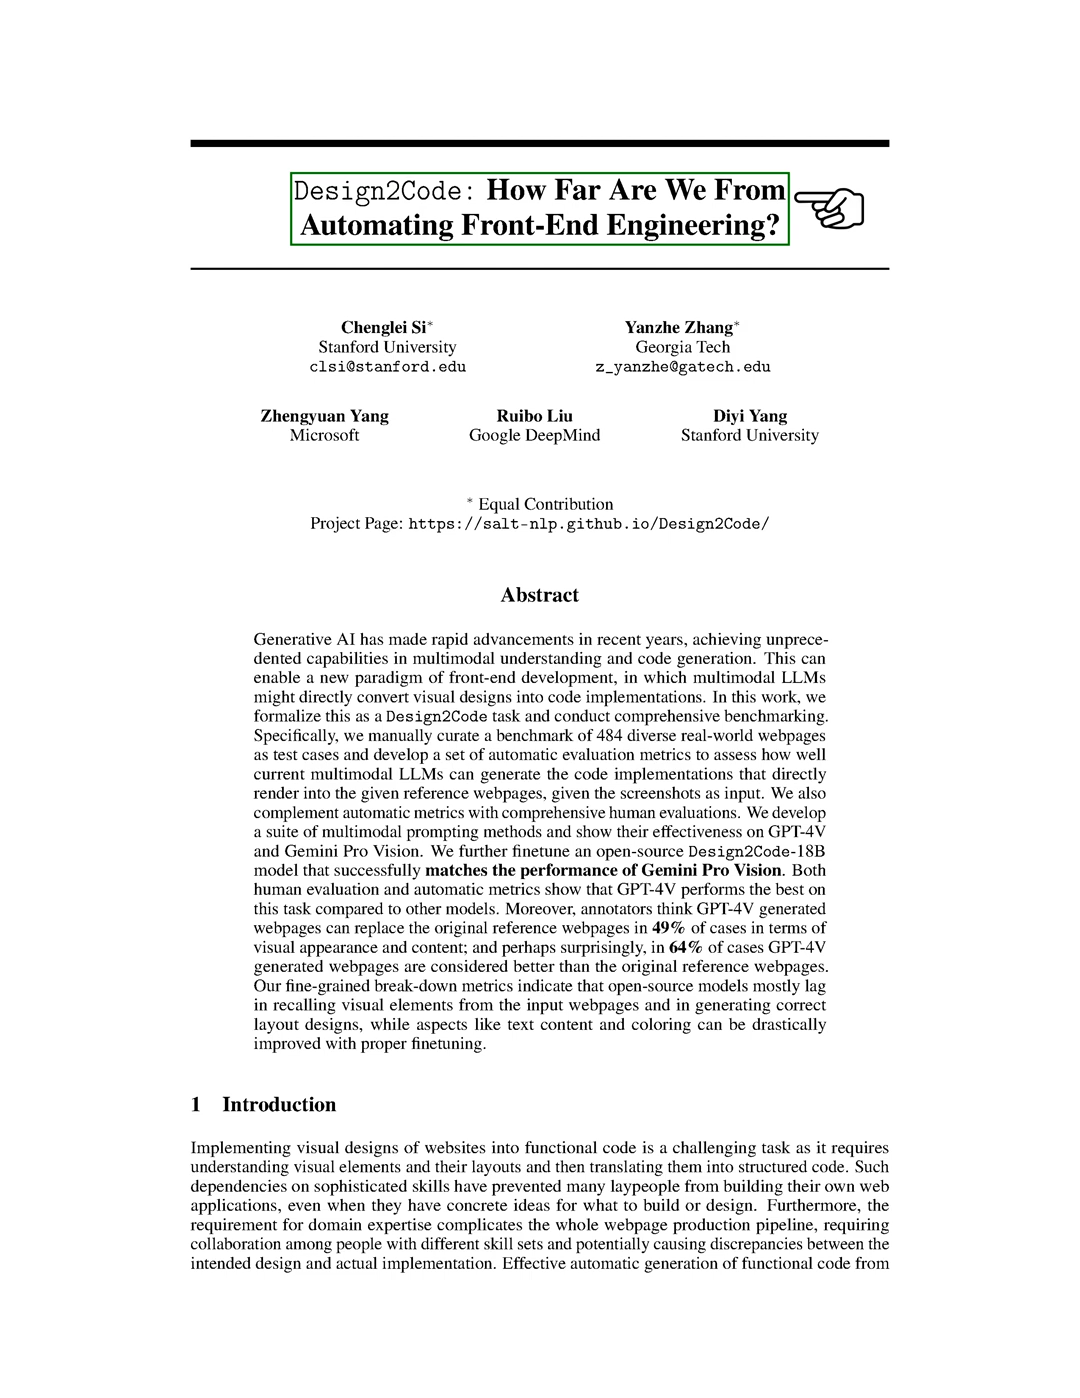 Design2Code: How Far Are We From
Automating Front-End Engineering?
Chenglei Si*
Stanford University
clsi@stanford.edu
Yanzhe Zhang*
Georgia Tech
z_yanzhe@gatech.edu
Zhengyuan Yang
Microsoft
Ruibo Liu
Google DeepMind
Diyi Yang
Stanford University
* Equal Contribution
Project Page: https://salt-nlp.github.io/Design2Code/
Abstract
Generative AI has made rapid advancements in recent years, achieving unprece-
dented capabilities in multimodal understanding and code generation. This can
enable a new paradigm of front-end development, in which multimodal LLMs
might directly convert visual designs into code implementations. In this work, we
formalize this as a Design2Code task and conduct comprehensive benchmarking.
Specifically, we manually curate a benchmark of 484 diverse real-world webpages
as test cases and develop a set of automatic evaluation metrics to assess how well
current multimodal LLMs can generate the code implementations that directly
render into the given reference webpages, given the screenshots as input. We also
complement automatic metrics with comprehensive human evaluations. We develop
a suite of multimodal prompting methods and show their effectiveness on GPT-4V
and Gemini Pro Vision. We further finetune an open-source Design2Code-18B
model that successfully matches the performance of Gemini Pro Vision. Both
human evaluation and automatic metrics show that GPT-4V performs the best on
this task compared to other models. Moreover, annotators think GPT-4V generated
webpages can replace the original reference webpages in 49% of cases in terms of
visual appearance and content; and perhaps surprisingly, in 64% of cases GPT-4V
generated webpages are considered better than the original reference webpages.
Our fine-grained break-down metrics indicate that open-source models mostly lag
in recalling visual elements from the input webpages and in generating correct
layout designs, while aspects like text content and coloring can be drastically
improved with proper finetuning.
1 Introduction
Implementing visual designs of websites into functional code is a challenging task as it requires
understanding visual elements and their layouts and then translating them into structured code. Such
dependencies on sophisticated skills have prevented many laypeople from building their own web
applications, even when they have concrete ideas for what to build or design. Furthermore, the
requirement for domain expertise complicates the whole webpage production pipeline, requiring
collaboration among people with different skill sets and potentially causing discrepancies between the
intended design and actual implementation. Effective automatic generation of functional code from